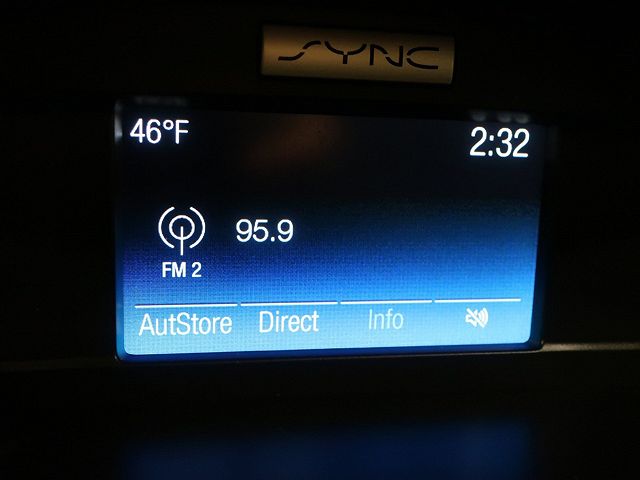 SYNC
46°F
2:32
95.9
FM 2
AutStore Direct Info